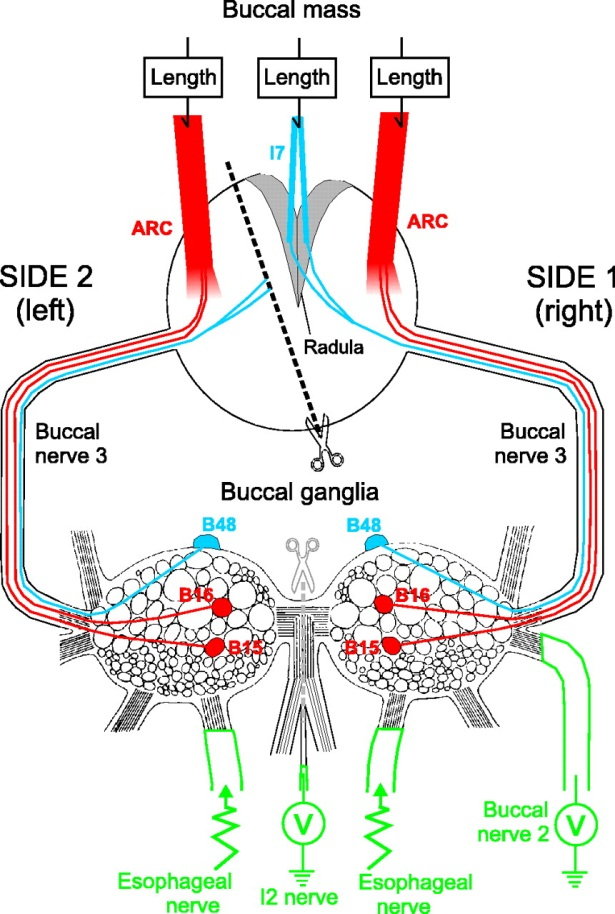 Buccal mass
Length
Length
Length
I7
ARC
ARC
SIDE 2
(left)
SIDE 1
(right)
Radula
Buccal
nerve 3
Buccal
nerve 3
Buccal ganglia
B48
B48
B16
B16
B15
B15
V
V
Buccal
nerve 2
Esophageal
nerve
I2 nerve
Esophageal
nerve